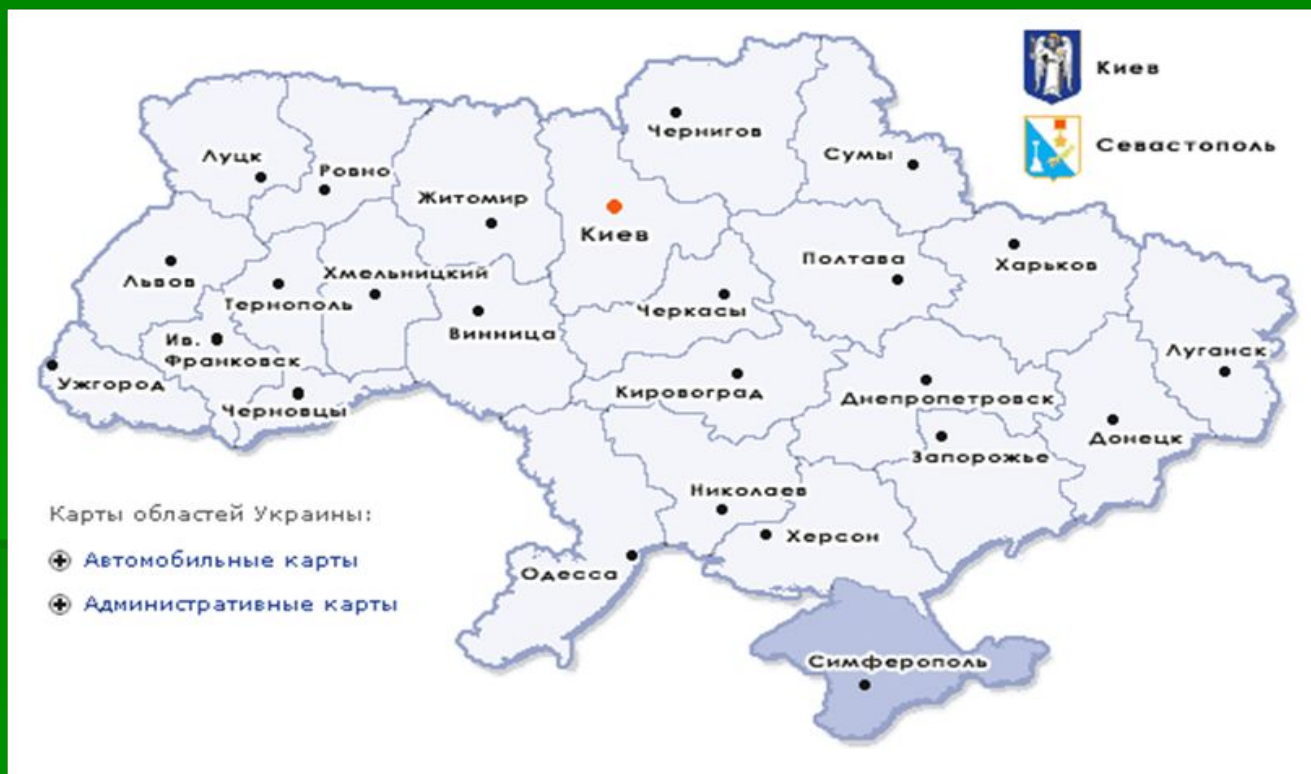 Киев
Севастополь
Чернигов
Сумы
Луцк
Ровно
Житомир
Киев
Полтава
Харьков
Львов
Хмельницкий
Тернополь
Черкасы
Винница
Ив.
Франковск
Луганск
Ужгород
Кировоград
Днепропетровск
Черновцы
Донецк
Запорожье
Николаев
Херсон
Одесса
Симферополь
Карты областей Украины:
Автомобильные карты
Административные карты